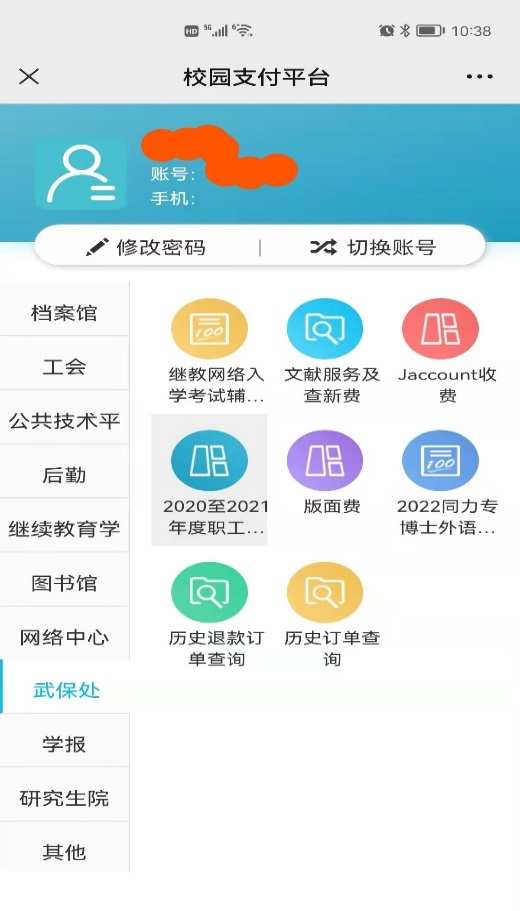 HD 5G 6 10:38
校园支付平台
账号:
手机:
修改密码 | 切换账号
档案馆
工会
公共技术平
后勤
继续教育学
图书馆
网络中心
武保处
学报
研究生院
其他
100
继教网络入
学考试辅...
文献服务及
查新费
Jaccount收
费
2020至2021
年度职工...
版面费
100
2022同力专
博士外语...
历史退款订
单查询
历史订单查
询